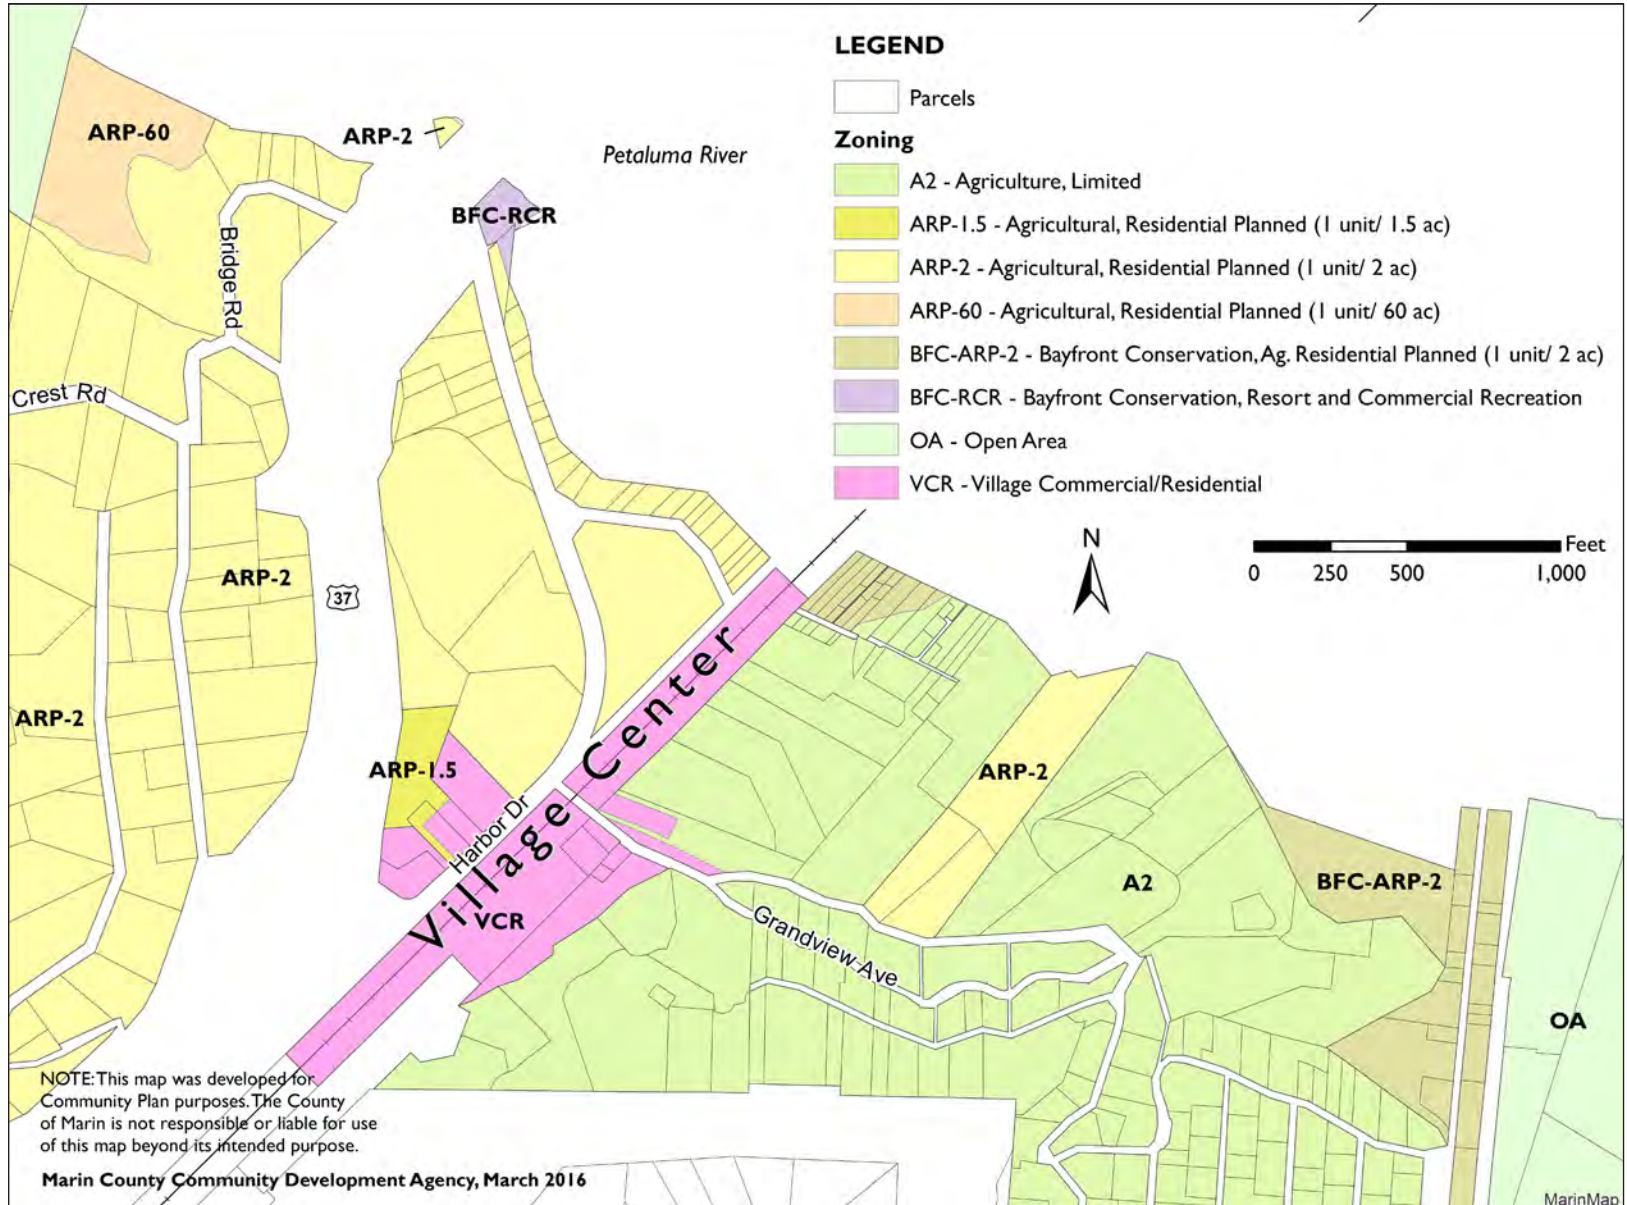 LEGEND
Parcels
Zoning
A2 - Agriculture, Limited
ARP-1.5 - Agricultural, Residential Planned (1 unit/ 1.5 ac)
ARP-2 - Agricultural, Residential Planned (1 unit/ 2 ac)
ARP-60 - Agricultural, Residential Planned (1 unit/ 60 ac)
BFC-ARP-2 - Bayfront Conservation, Ag. Residential Planned (1 unit/ 2 ac)
BFC-RCR - Bayfront Conservation, Resort and Commercial Recreation
OA - Open Area
VCR - Village Commercial/Residential
N
Feet
0 250 500 1,000
ARP-60
ARP-2
Petaluma River
BFC-RCR
Bridge Rd
Crest Rd
ARP-2
37
ARP-2
ARP-1.5
Harbor Dr
Village Center
VCR
ARP-2
A2
BFC-ARP-2
Grandview Ave
OA
NOTE: This map was developed for
Community Plan purposes. The County
of Marin is not responsible or liable for use
of this map beyond its intended purpose.
Marin County Community Development Agency, March 2016
MarinMap